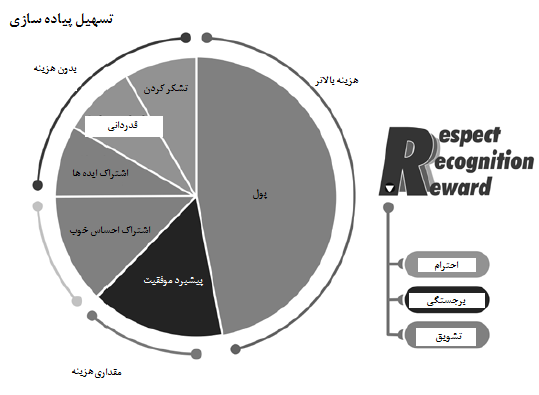 تسهیل پیاده سازی
بدون هزینه
هزینه بالاتر
تشکر کردن
قدردانی
اشتراک ایده ها
پول
اشتراک احساس خوب
پیشبرد موفقیت
مقداری هزینه
Respect
Recognition
Reward
احترام
برجستگی
تشویق